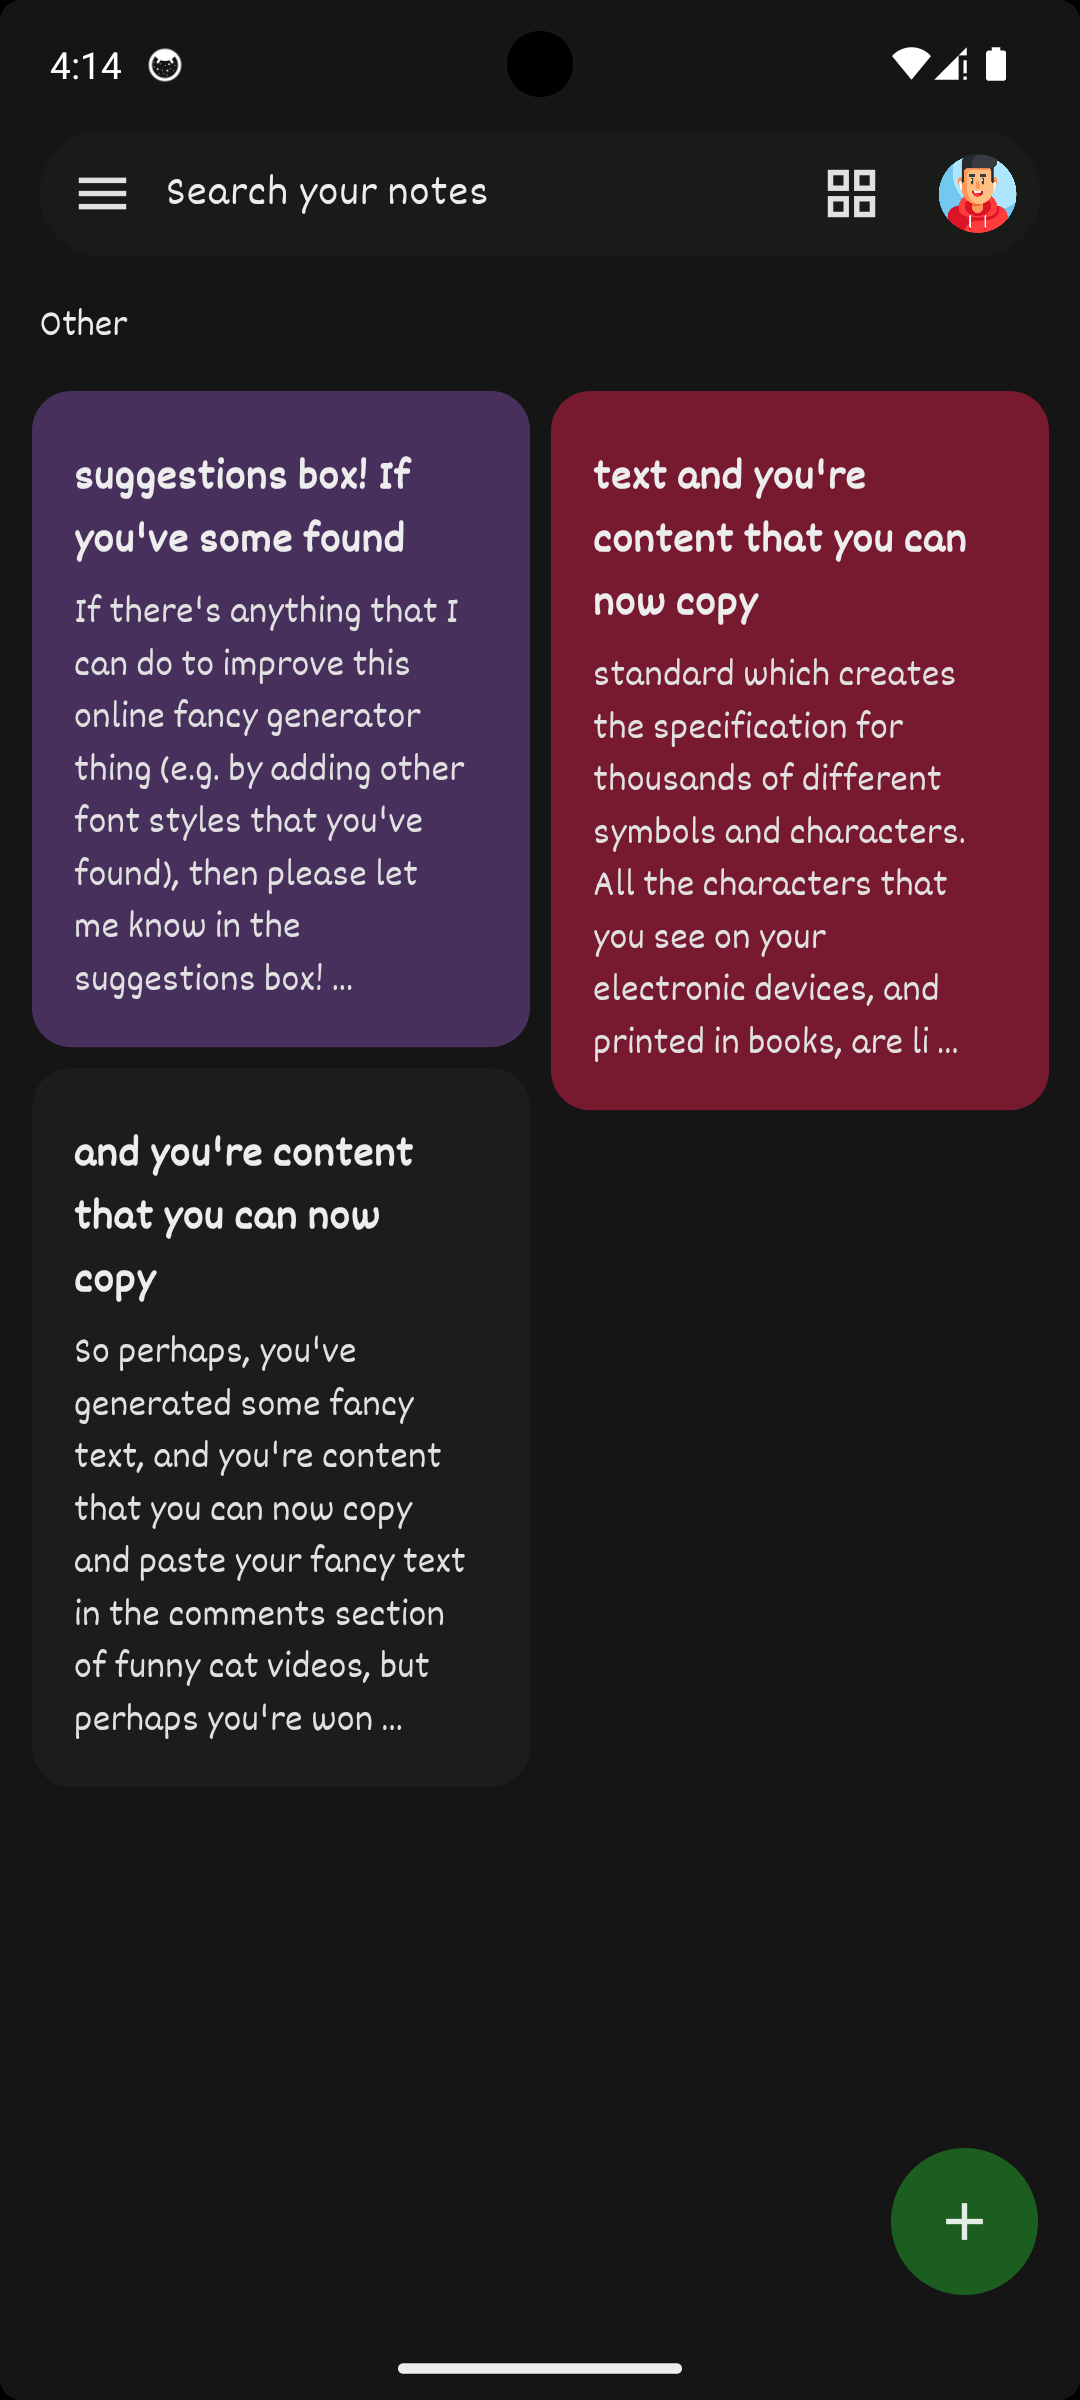 4:14
Search your notes
Other
suggestions box! If
you've some found
If there's anything that I
can do to improve this
online fancy generator
thing (e.g. by adding other
font styles that you've
found), then please let
me know in the
suggestions box! ...
text and you're
content that you can
now copy
standard which creates
the specification for
thousands of different
symbols and characters.
All the characters that
you see on your
electronic devices, and
printed in books, are li ...
and you're content
that you can now
copy
So perhaps, you've
generated some fancy
text, and you're content
that you can now copy
and paste your fancy text
in the comments section
of funny cat videos, but
perhaps you're won ...